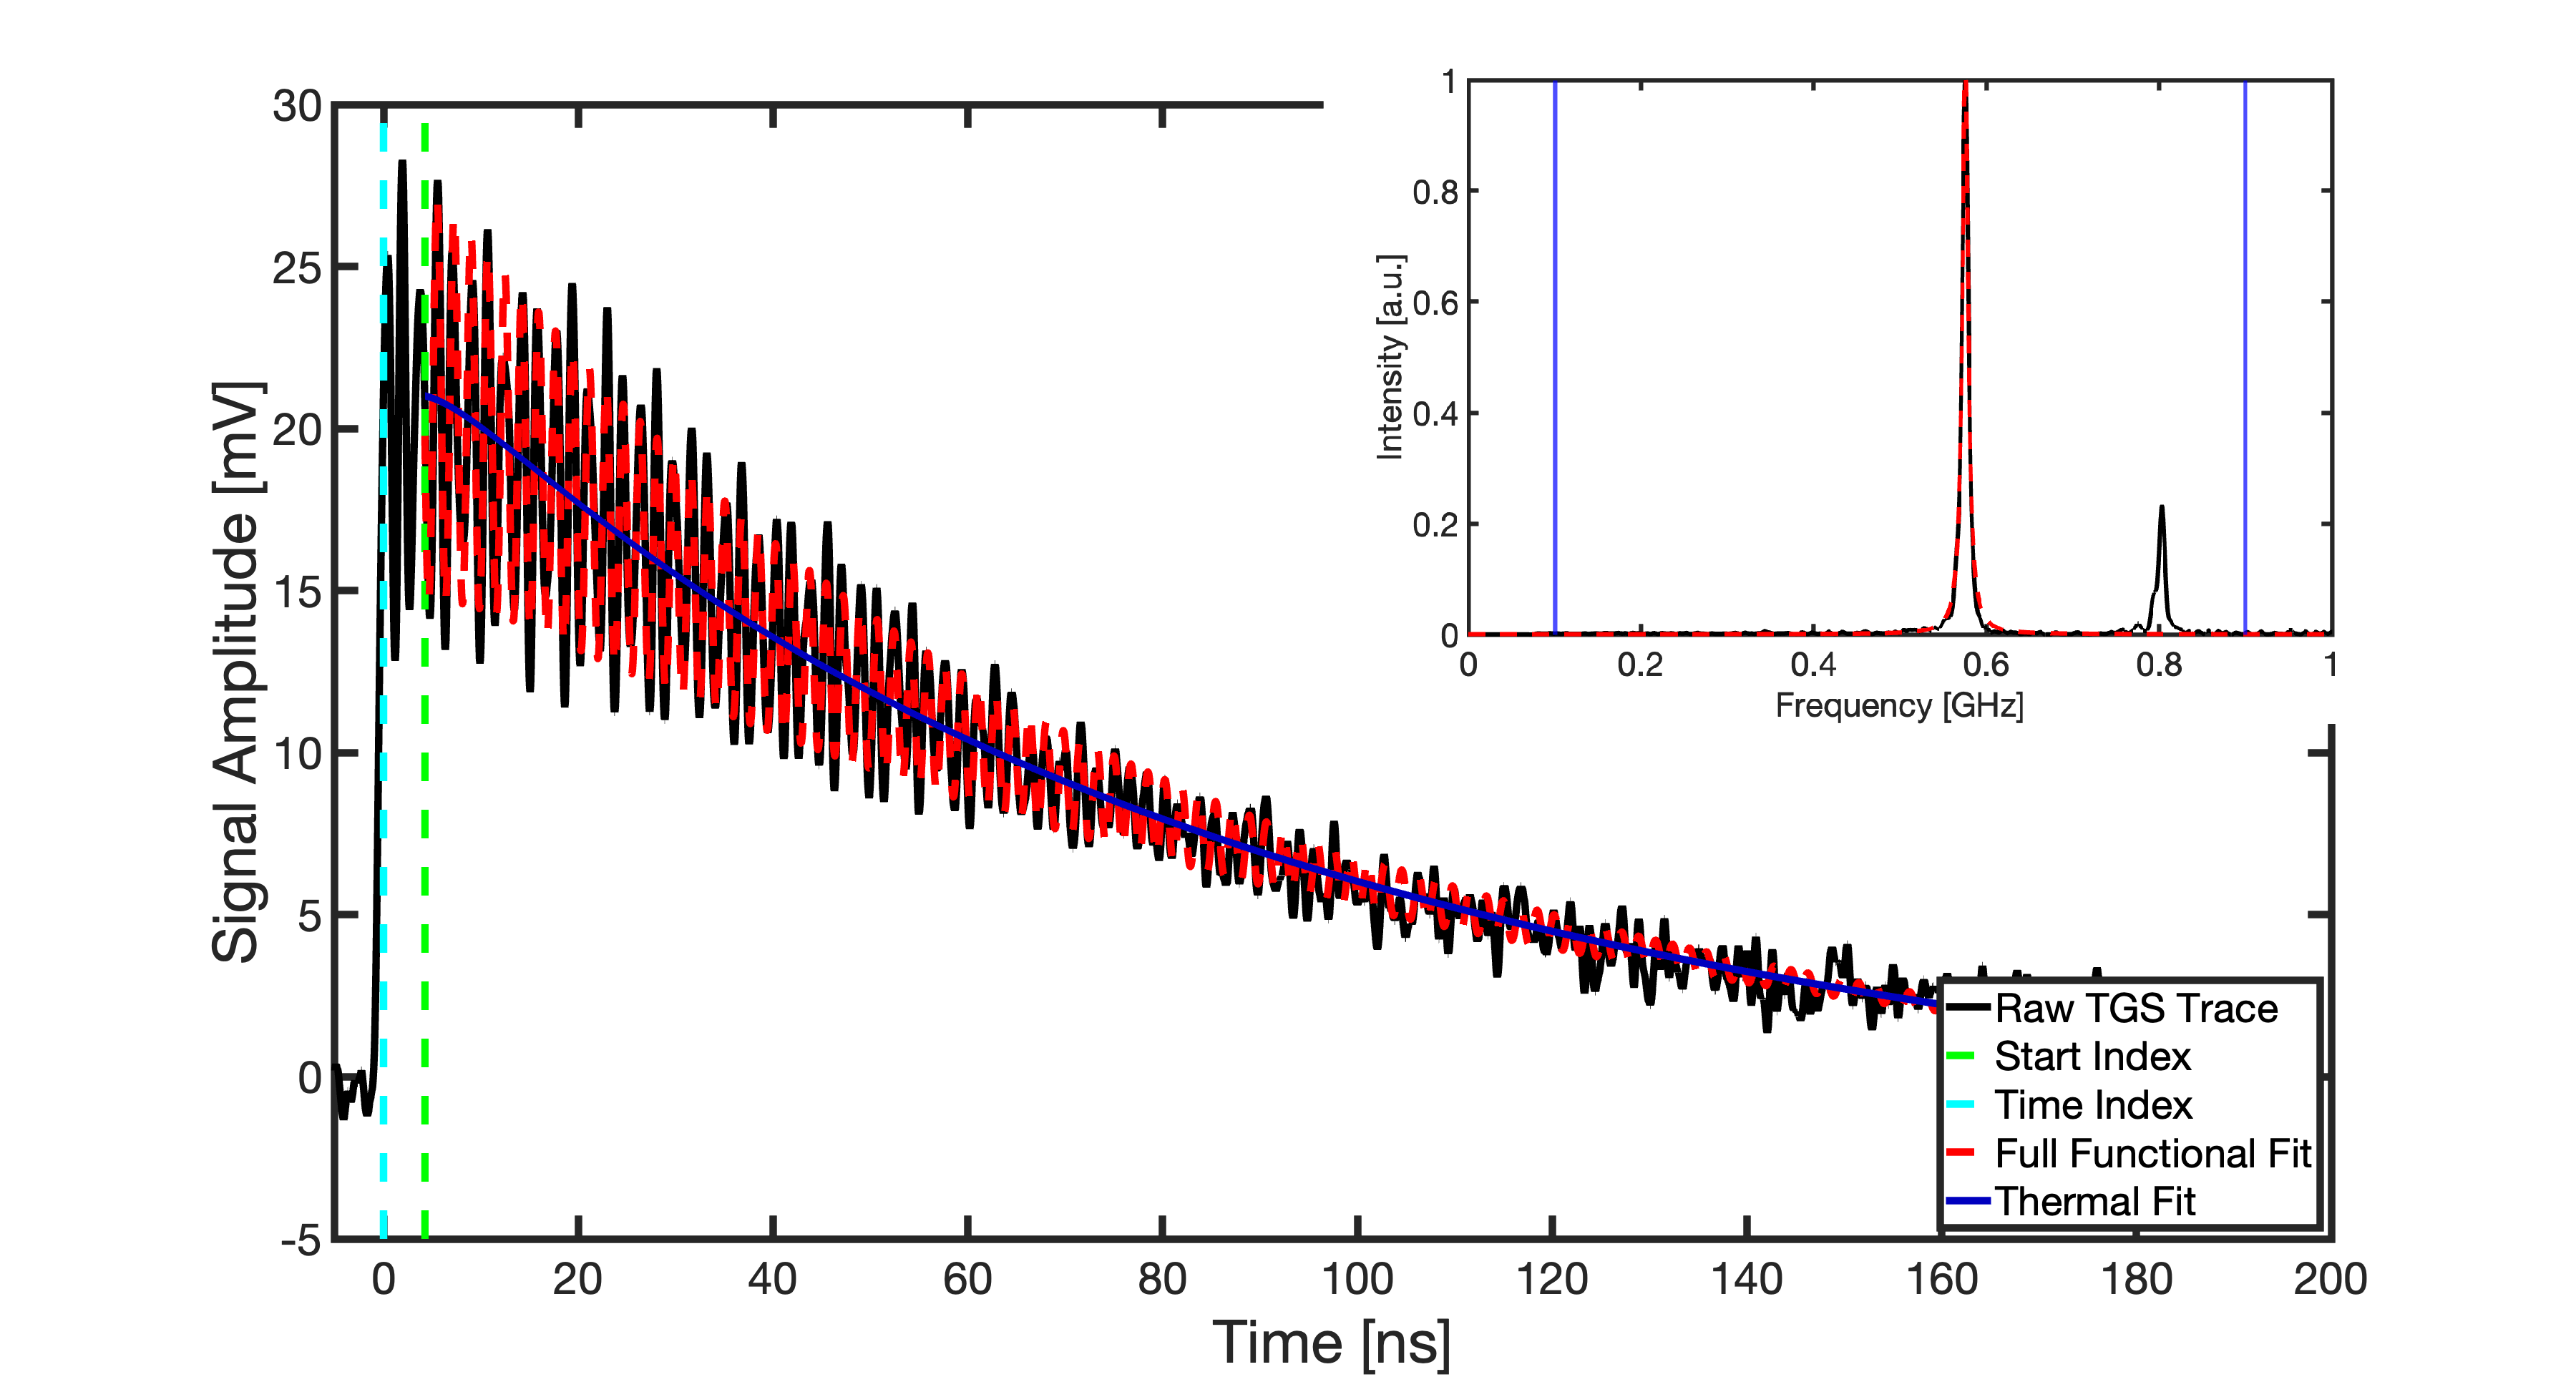 30
25
20
15
10
5
0
-5
Signal Amplitude [mV]
0 20 40 60 80 100 120 140 160 180 200
Time [ns]
1
0.8
0.6
0.4
0.2
0
Intensity [a.u.]
0 0.2 0.4 0.6 0.8 1
Frequency [GHz]
Raw TGS Trace
Start Index
Time Index
Full Functional Fit
Thermal Fit